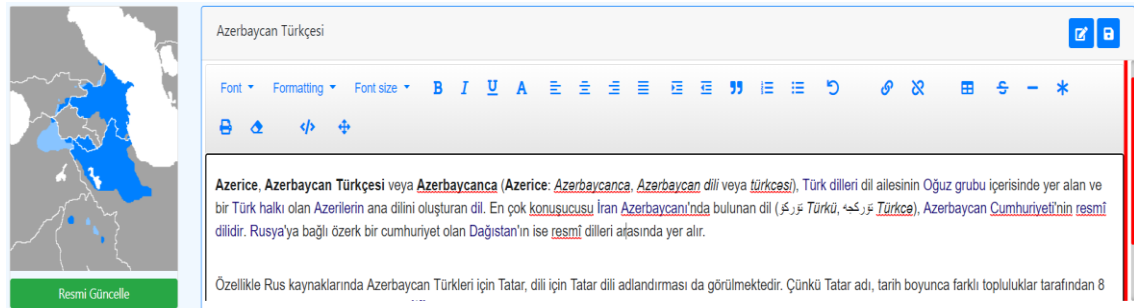 Azerbaycan Türkçesi
Font Formatting Font size B I U A
Azerice, Azerbaycan Türkçesi veya Azerbaycanca (Azerice: Azərbaycanca, Azərbaycan dili veya türkcəsi), Türk dilleri dil ailesinin Oğuz grubu içerisinde yer alan ve
bir Türk halkı olan Azerilerin ana dilini oluşturan dil. En çok konuşucusu İran Azerbaycanı'nda bulunan dil (تۆرکۆ Türkü, تۆرکجه Türkcə), Azerbaycan Cumhuriyeti'nin resmî
dilidir. Rusya'ya bağlı özerk bir cumhuriyet olan Dağıstan'ın ise resmî dilleri arasında yer alır.
Özellikle Rus kaynaklarında Azerbaycan Türkleri için Tatar, dili için Tatar dili adlandırması da görülmektedir. Çünkü Tatar adı, tarih boyunca farklı topluluklar tarafından 8
Resmi Güncelle